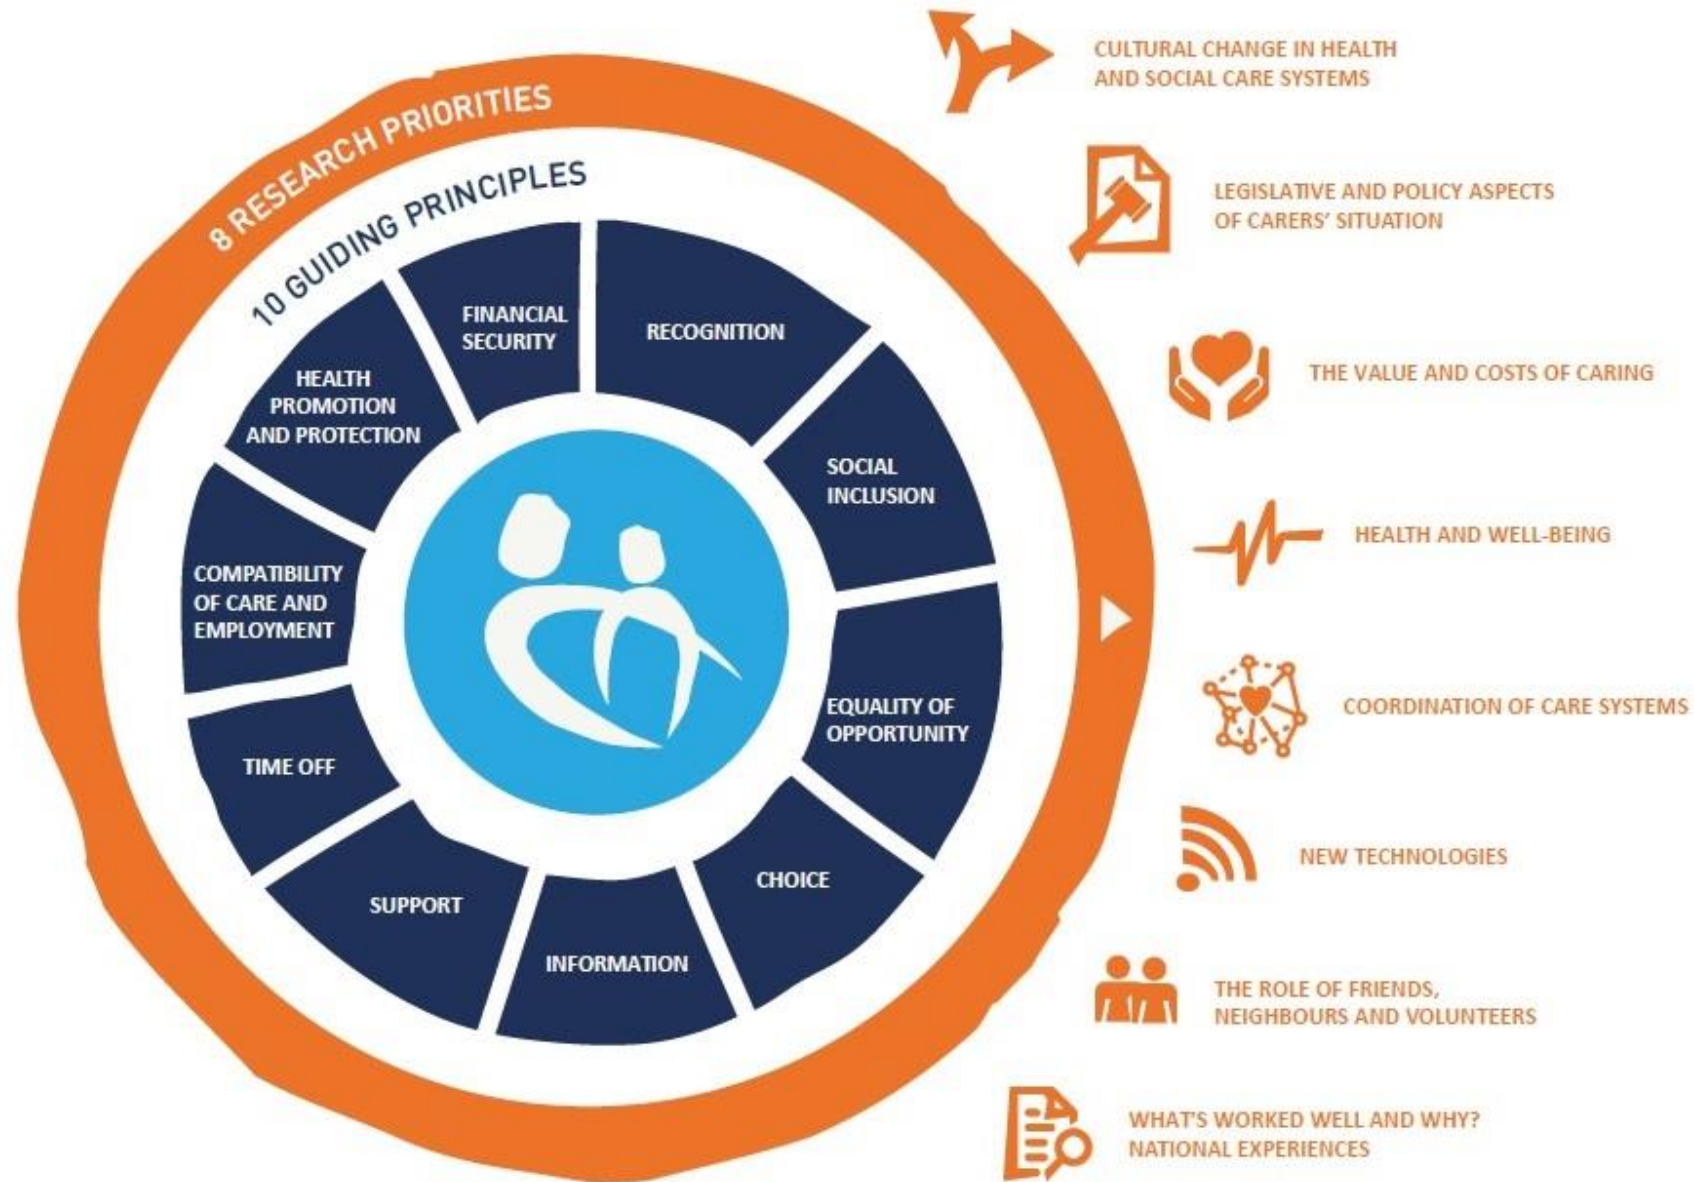 8 RESEARCH PRIORITIES
10 GUIDING PRINCIPLES
RECOGNITION
SOCIAL
INCLUSION
EQUALITY OF
OPPORTUNITY
CHOICE
INFORMATION
SUPPORT
TIME OFF
COMPATIBILITY
OF CARE AND
EMPLOYMENT
HEALTH
PROMOTION
AND PROTECTION
FINANCIAL
SECURITY
CULTURAL CHANGE IN HEALTH
AND SOCIAL CARE SYSTEMS
LEGISLATIVE AND POLICY ASPECTS
OF CARERS' SITUATION
THE VALUE AND COSTS OF CARING
HEALTH AND WELL-BEING
COORDINATION OF CARE SYSTEMS
NEW TECHNOLOGIES
THE ROLE OF FRIENDS,
NEIGHBOURS AND VOLUNTEERS
WHAT'S WORKED WELL AND WHY?
NATIONAL EXPERIENCES